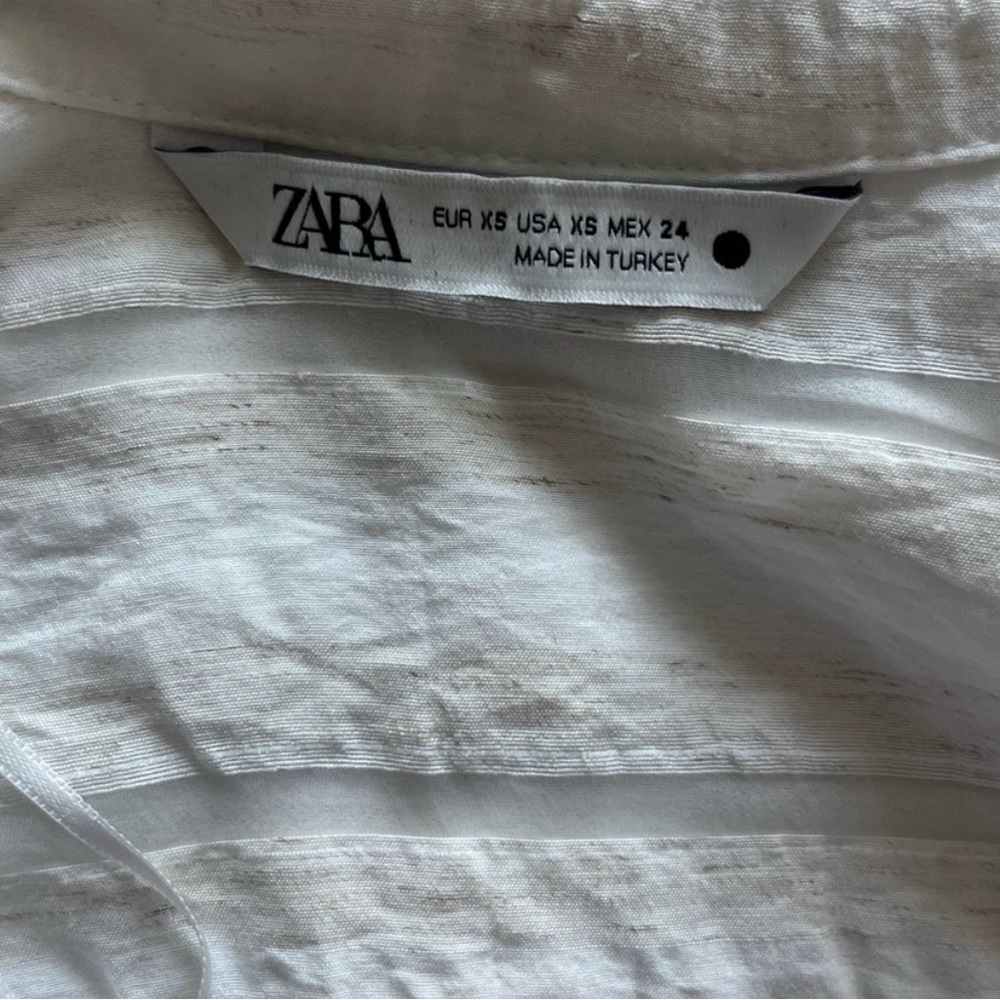 ZARA
EUR XS USA XS MEX 24
MADE IN TURKEY